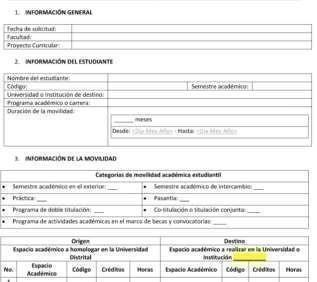 1. INFORMACIÓN GENERAL
Fecha de solicitud:
Facultad:
Proyecto Curricular:
2. INFORMACIÓN DEL ESTUDIANTE
Nombre del estudiante:
Código: Semestre académico:
Universidad o Institución de destino:
Programa académico o carrera:
Duración de la movilidad:
______ meses
Desde: <Día Mes Año> - Hasta: <Día Mes Año>
3. INFORMACIÓN DE LA MOVILIDAD
Categorías de movilidad académica estudiantil
• Semestre académico en el exterior: ___ • Semestre académico de intercambio: ___
• Práctica: ___ • Pasantía: ___
• Programa de doble titulación: ___ • Co-titulación o titulación conjunta: ____
• Programa de actividades académicas en el marco de becas y convocatorias: ____
Origen Destino
Espacio académico a homologar en la Universidad Distrital Espacio académico a realizar en la Universidad o Institución ________
No. Espacio Académico Código Créditos Horas Espacio Académico Código Créditos Horas